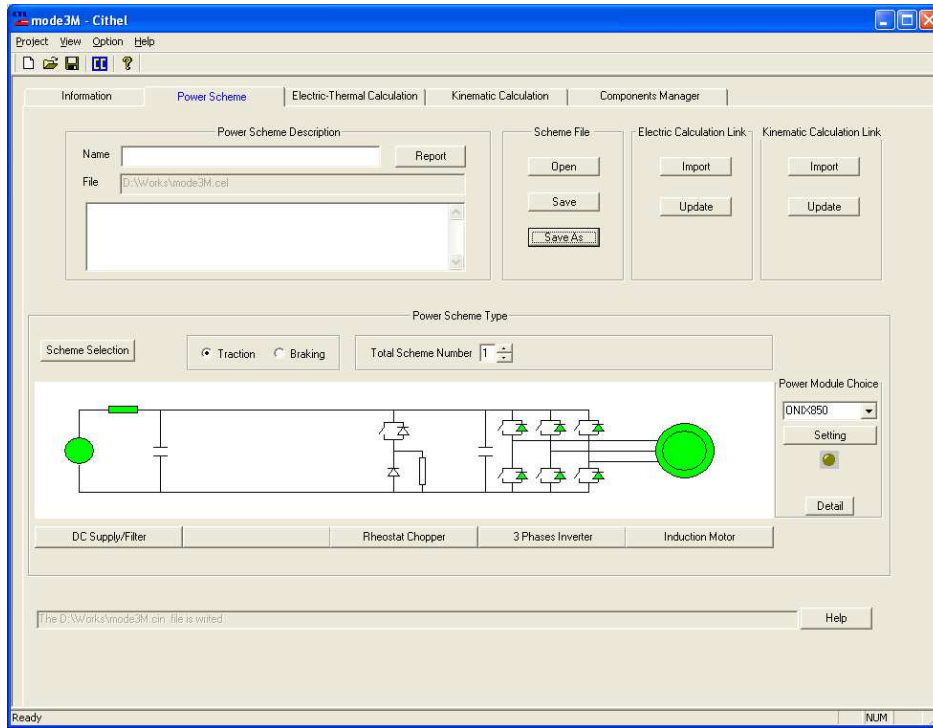 mode3M - Cithel
Project View Option Help
Information Power Scheme Electric-Thermal Calculation Kinematic Calculation Components Manager
Power Scheme Description Scheme File Electric Calculation Link Kinematic Calculation Link
Name Report Open Import Import
File D:\Works\mode3M.cel
Save Update Update
Save As
Power Scheme Type
Scheme Selection Traction Braking Total Scheme Number 1
Power Module Choice
ONIX850
Setting
Detail
DC Supply/Filter Rheostat Chopper 3 Phases Inverter Induction Motor
The D:\Works\mode3M.cin file is writed Help
Ready NUM